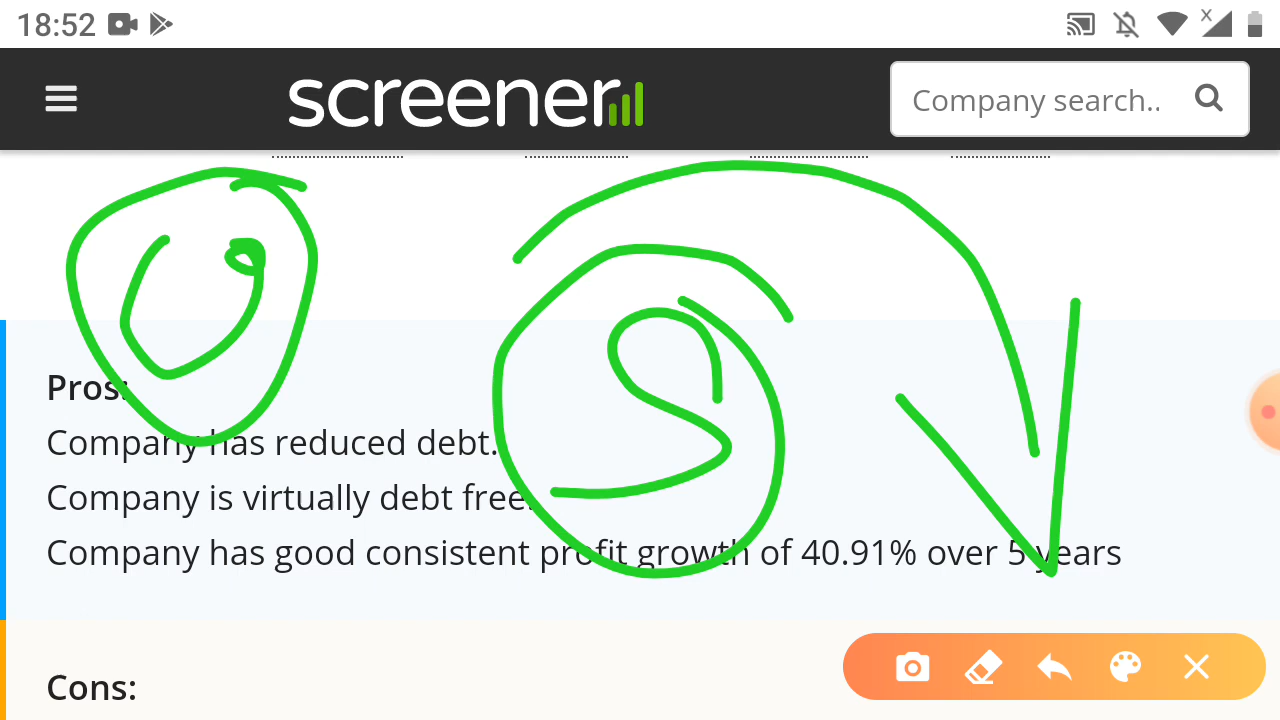 18:52
screener
Company search..
Pros:
Company has reduced debt.
Company is virtually debt free.
Company has good consistent profit growth of 40.91% over 5 years
Cons: